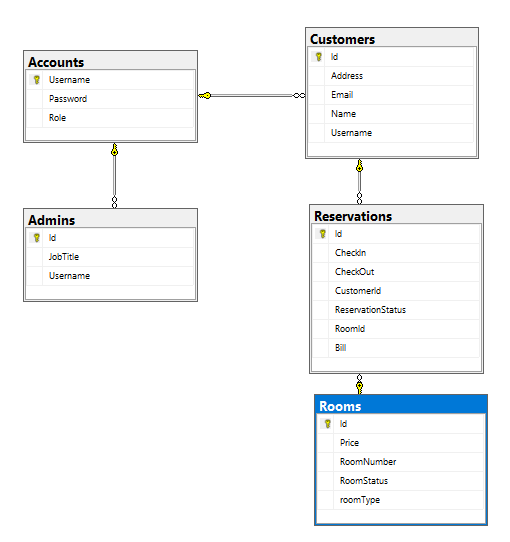 Accounts
Username
Password
Role
Customers
Id
Address
Email
Name
Username
Admins
Id
JobTitle
Username
Reservations
Id
CheckIn
CheckOut
CustomerId
ReservationStatus
RoomId
Bill
Rooms
Id
Price
RoomNumber
RoomStatus
roomType